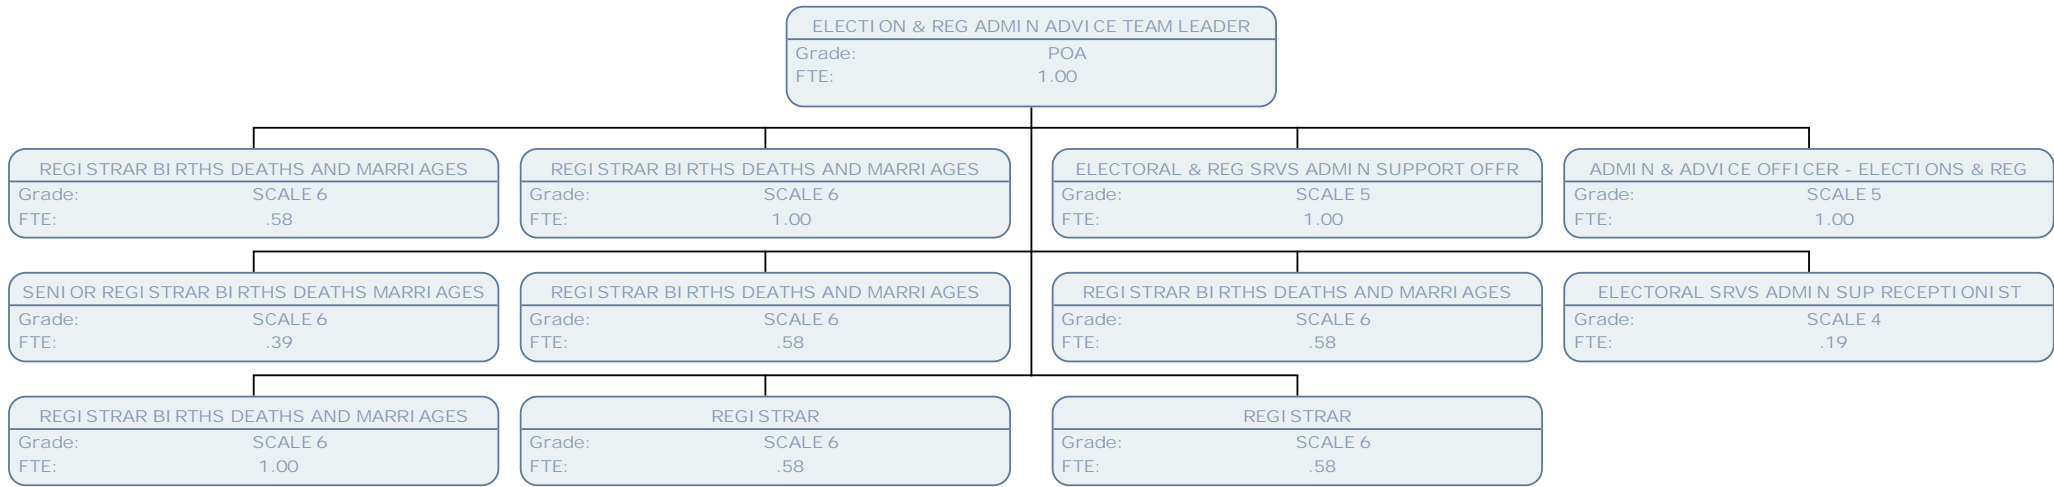 ELECTION & REG ADMIN ADVICE TEAM LEADER
Grade: POA
FTE: 1.00
REGISTRAR BIRTHS DEATHS AND MARRIAGES
Grade: SCALE 6
FTE: .58
REGISTRAR BIRTHS DEATHS AND MARRIAGES
Grade: SCALE 6
FTE: 1.00
ELECTORAL & REG SRVS ADMIN SUPPORT OFFR
Grade: SCALE 5
FTE: 1.00
ADMIN & ADVICE OFFICER - ELECTIONS & REG
Grade: SCALE 5
FTE: 1.00
SENIOR REGISTRAR BIRTHS DEATHS MARRIAGES
Grade: SCALE 6
FTE: .39
REGISTRAR BIRTHS DEATHS AND MARRIAGES
Grade: SCALE 6
FTE: .58
REGISTRAR BIRTHS DEATHS AND MARRIAGES
Grade: SCALE 6
FTE: .58
ELECTORAL SRVS ADMIN SUP RECEPTIONIST
Grade: SCALE 4
FTE: .19
REGISTRAR BIRTHS DEATHS AND MARRIAGES
Grade: SCALE 6
FTE: 1.00
REGISTRAR
Grade: SCALE 6
FTE: .58
REGISTRAR
Grade: SCALE 6
FTE: .58